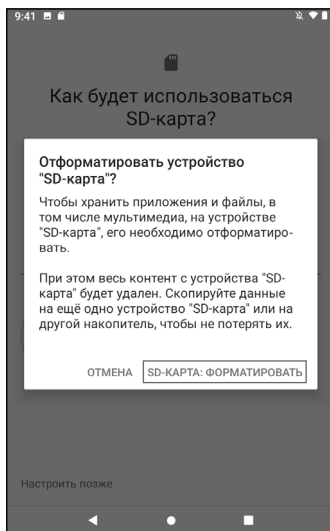 9:41
Как будет использоваться
SD-карта?
Отформатировать устройство
"SD-карта"?
Чтобы хранить приложения и файлы, в
том числе мультимедиа, на устройстве
"SD-карта", его необходимо отформатиро-
вать.
При этом весь контент с устройства "SD-
карта" будет удален. Скопируйте данные
на ещё одно устройство "SD-карта" или на
другой накопитель, чтобы не потерять их.
ОТМЕНА SD-КАРТА: ФОРМАТИРОВАТЬ
Настроить позже